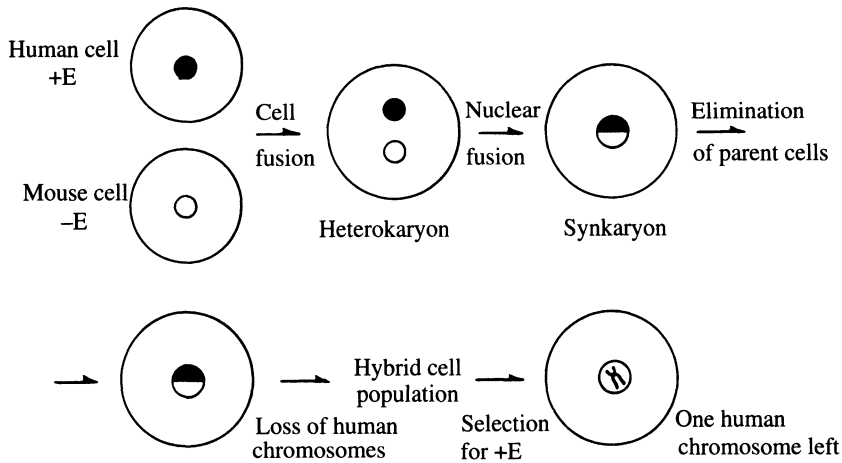 Human cell
+E
Mouse cell
–E
Cell
fusion
Heterokaryon
Nuclear
fusion
Synkaryon
Elimination
of parent cells
Loss of human
chromosomes
Hybrid cell
population
Selection
for +E
One human
chromosome left